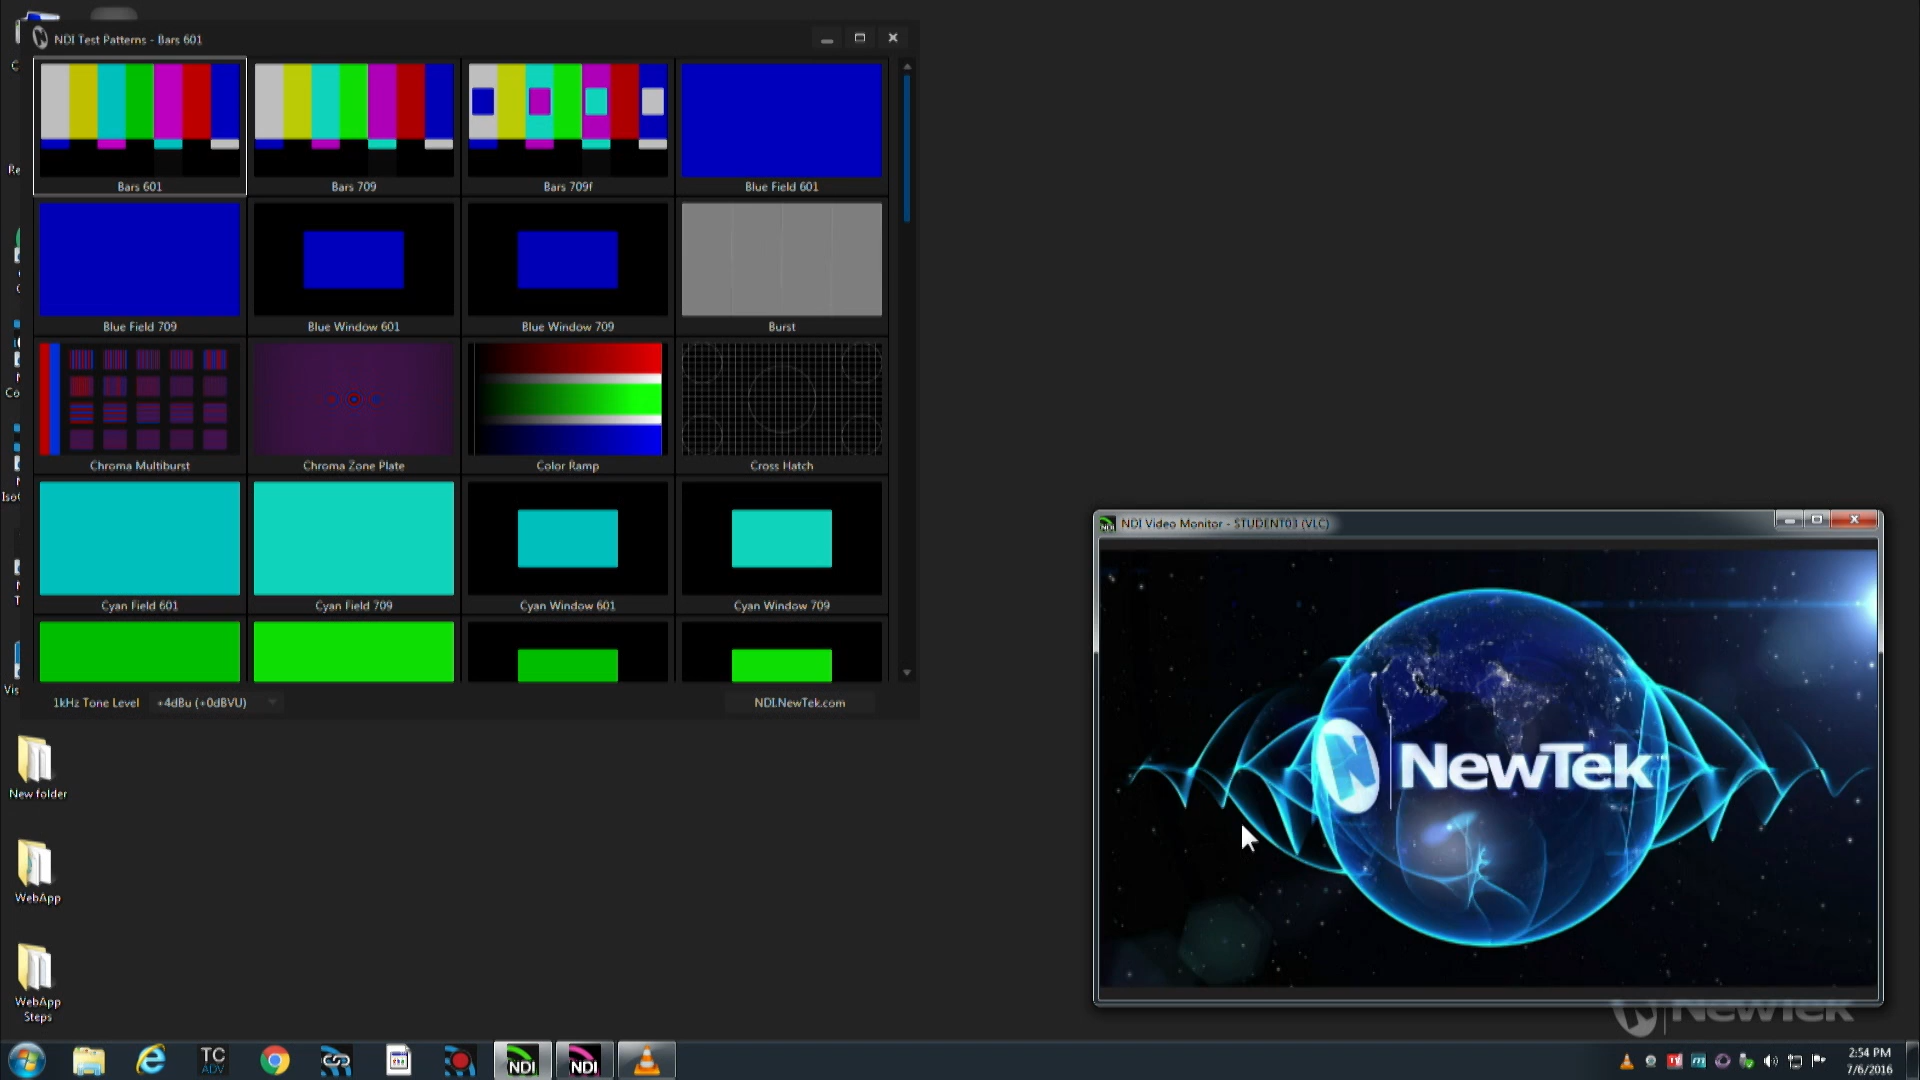 NDI Test Patterns - Bars 601
Bars 601
Bars 709
Bars 709f
Blue Field 601
Blue Field 709
Blue Window 601
Blue Window 709
Burst
Chroma Multiburst
Chroma Zone Plate
Color Ramp
Cross Hatch
Cyan Field 601
Cyan Field 709
Cyan Window 601
Cyan Window 709
1kHz Tone Level
+4dBu (+0dBVU)
NDI.NewTek.com
NDI Video Monitor - STUDENT03 (VLC)
NewTek
NewTek
New folder
WebApp
WebApp
Steps
TC
ADV
NDI
NDI
2:54 PM
7/6/2016